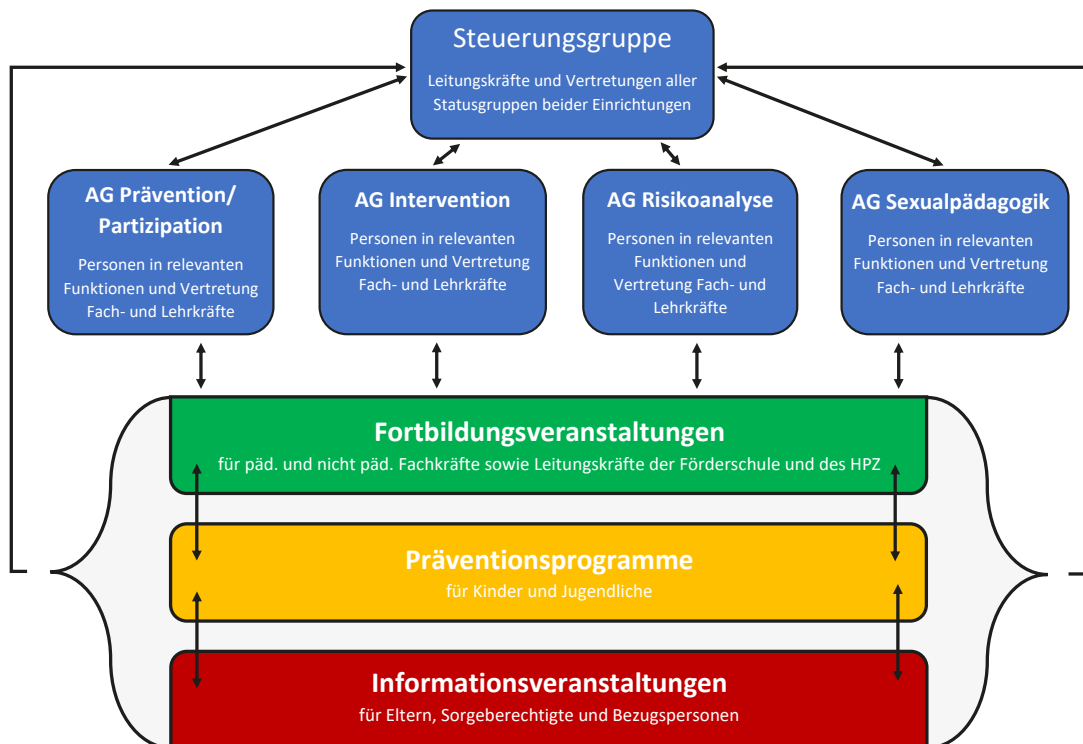 Steuerungsgruppe
Leitungskräfte und Vertretungen aller
Statusgruppen beider Einrichtungen
AG Prävention/
Partizipation
Personen in relevanten
Funktionen und Vertretung
Fach- und Lehrkräfte
AG Intervention
Personen in relevanten
Funktionen und Vertretung
Fach- und Lehrkräfte
AG Risikoanalyse
Personen in relevanten
Funktionen und
Vertretung Fach- und
Lehrkräfte
AG Sexualpädagogik
Personen in relevanten
Funktionen und Vertretung
Fach- und Lehrkräfte
Fortbildungsveranstaltungen
für päd. und nicht päd. Fachkräfte sowie Leitungskräfte der Förderschule und des HPZ
Präventionsprogramme
für Kinder und Jugendliche
Informationsveranstaltungen
für Eltern, Sorgeberechtigte und Bezugspersonen